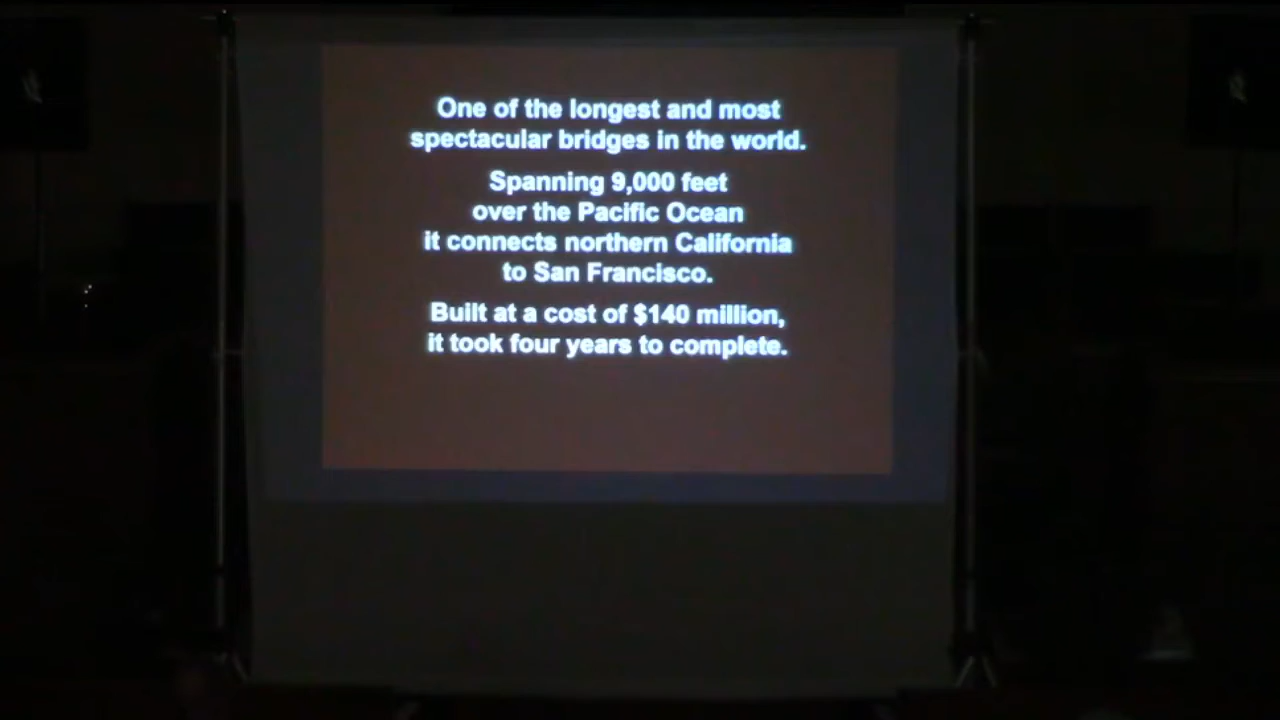 One of the longest and most
spectacular bridges in the world.
Spanning 9,000 feet
over the Pacific Ocean
it connects northern California
to San Francisco.
Built at a cost of $140 million,
it took four years to complete.